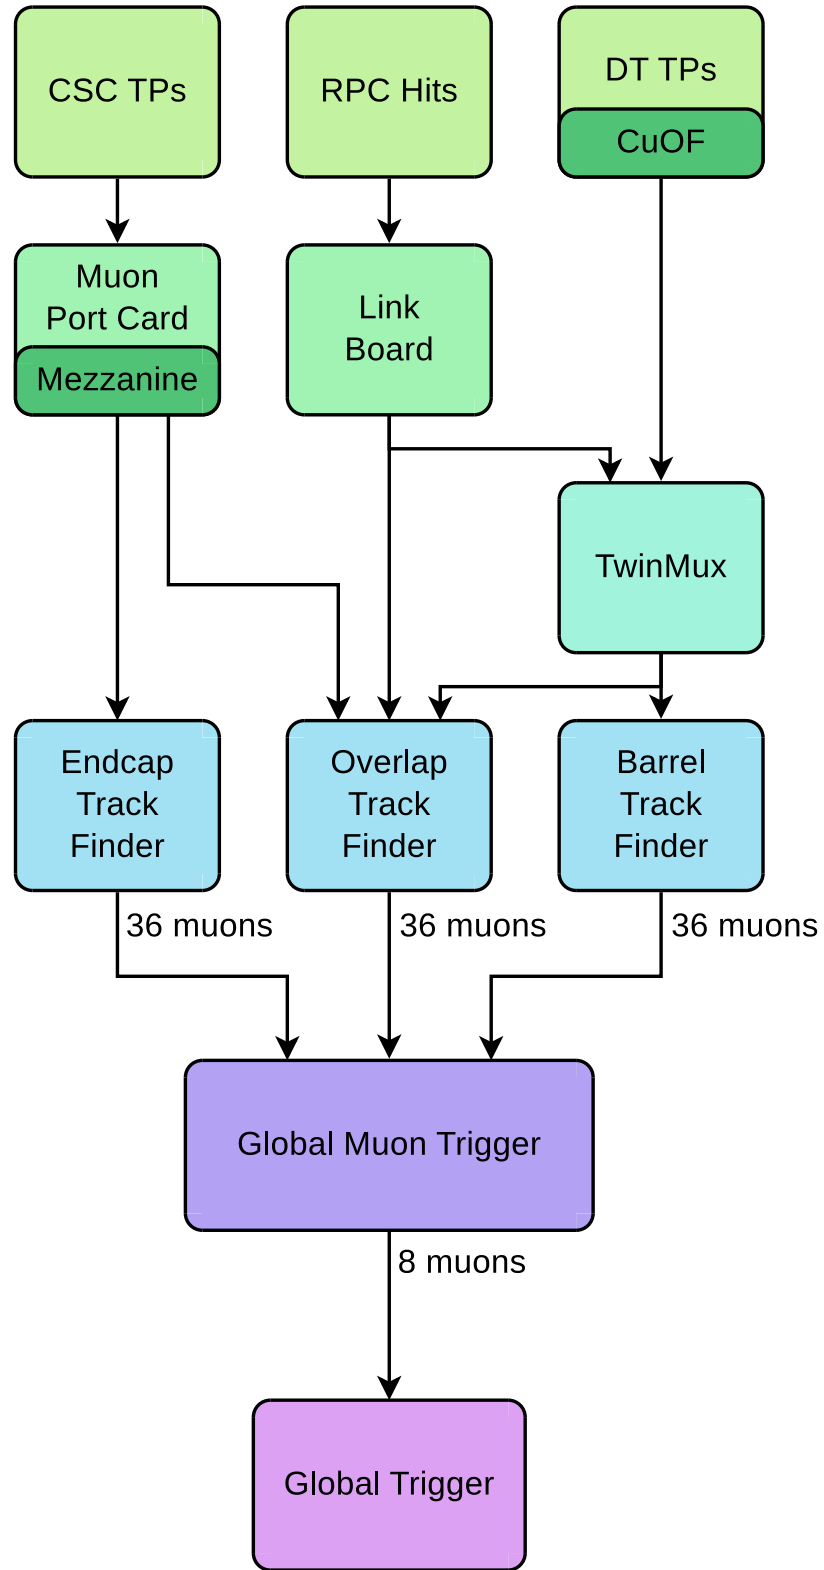 CSC TPs
RPC Hits
DT TPs
CuOF
Muon
Port Card
Mezzanine
Link
Board
TwinMux
Endcap
Track
Finder
Overlap
Track
Finder
Barrel
Track
Finder
36 muons
36 muons
36 muons
Global Muon Trigger
8 muons
Global Trigger